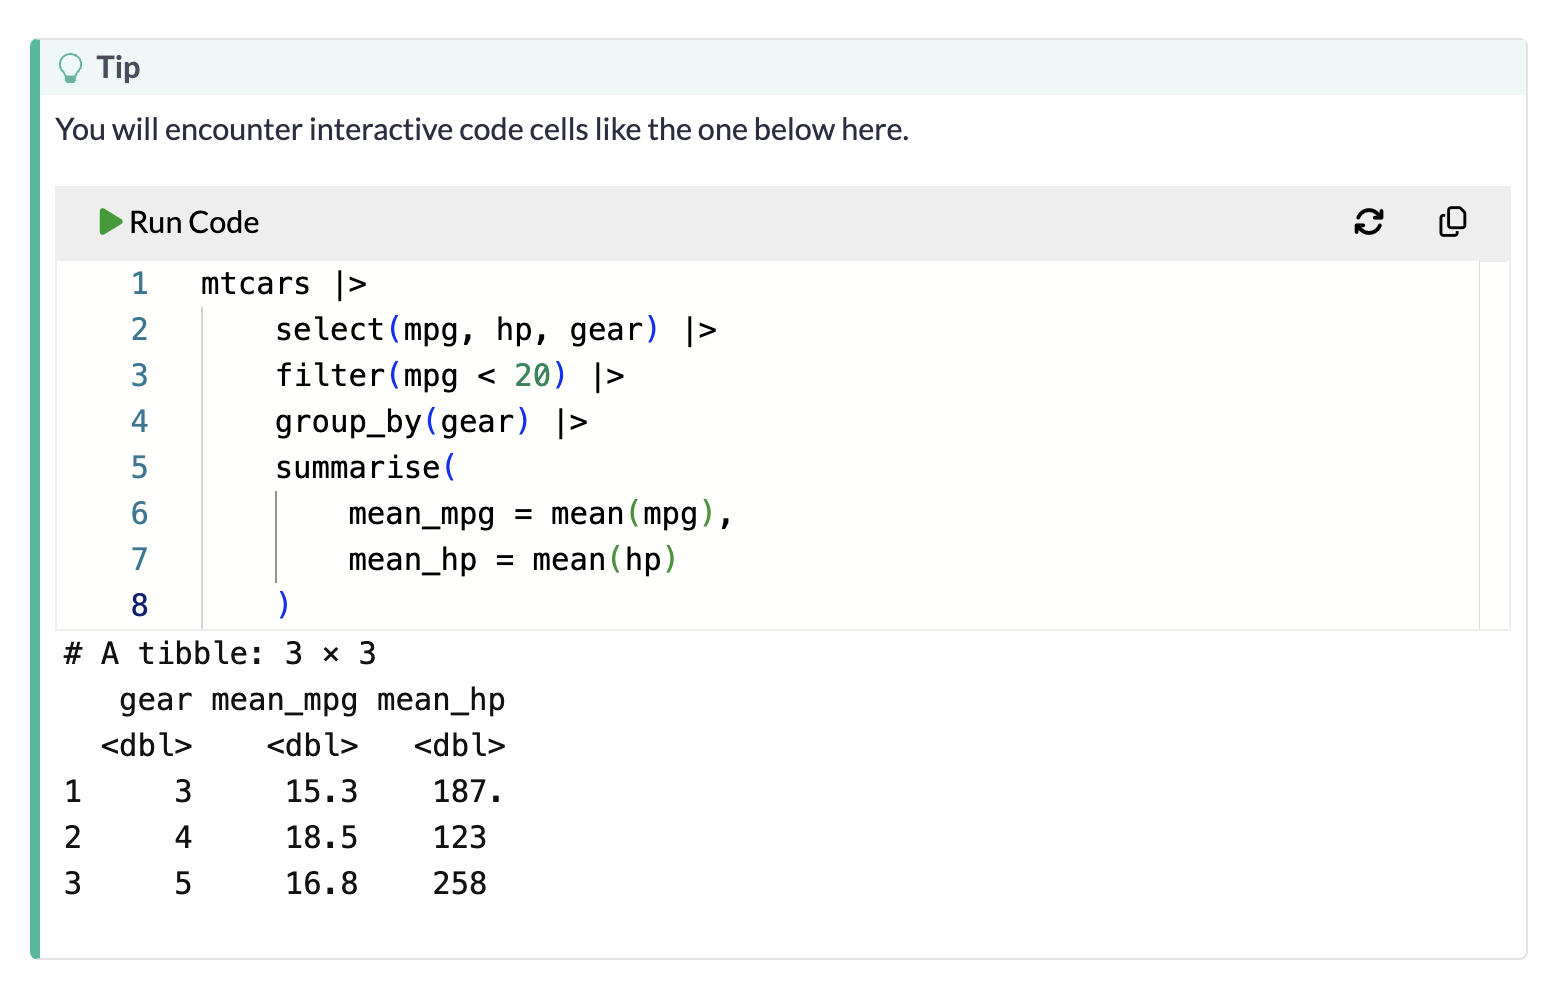 Tip
You will encounter interactive code cells like the one below here.
Run Code
1 mtcars |>
2     select(mpg, hp, gear) |>
3     filter(mpg < 20) |>
4     group_by(gear) |>
5     summarise(
6         mean_mpg = mean(mpg),
7         mean_hp = mean(hp)
8     )
# A tibble: 3 × 3
   gear mean_mpg mean_hp
  <dbl>    <dbl>   <dbl>
1     3     15.3    187.
2     4     18.5    123
3     5     16.8    258